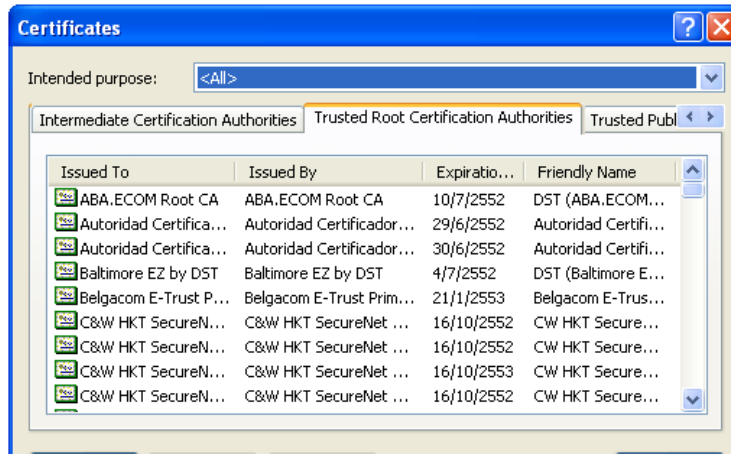 Certificates
Intended purpose: <All>
Intermediate Certification Authorities Trusted Root Certification Authorities Trusted Publ
Issued To Issued By Expiratio... Friendly Name
ABA.ECOM Root CA ABA.ECOM Root CA 10/7/2552 DST (ABA.ECOM...
Autoridad Certifica... Autoridad Certificador... 29/6/2552 Autoridad Certifi...
Autoridad Certifica... Autoridad Certificador... 30/6/2552 Autoridad Certifi...
Baltimore EZ by DST Baltimore EZ by DST 4/7/2552 DST (Baltimore E...
Belgacom E-Trust P... Belgacom E-Trust Prim... 21/1/2553 Belgacom E-Trus...
C&W HKT SecureN... C&W HKT SecureNet ... 16/10/2552 CW HKT Secure...
C&W HKT SecureN... C&W HKT SecureNet ... 16/10/2552 CW HKT Secure...
C&W HKT SecureN... C&W HKT SecureNet ... 16/10/2553 CW HKT Secure...
C&W HKT SecureN... C&W HKT SecureNet ... 16/10/2552 CW HKT Secure...